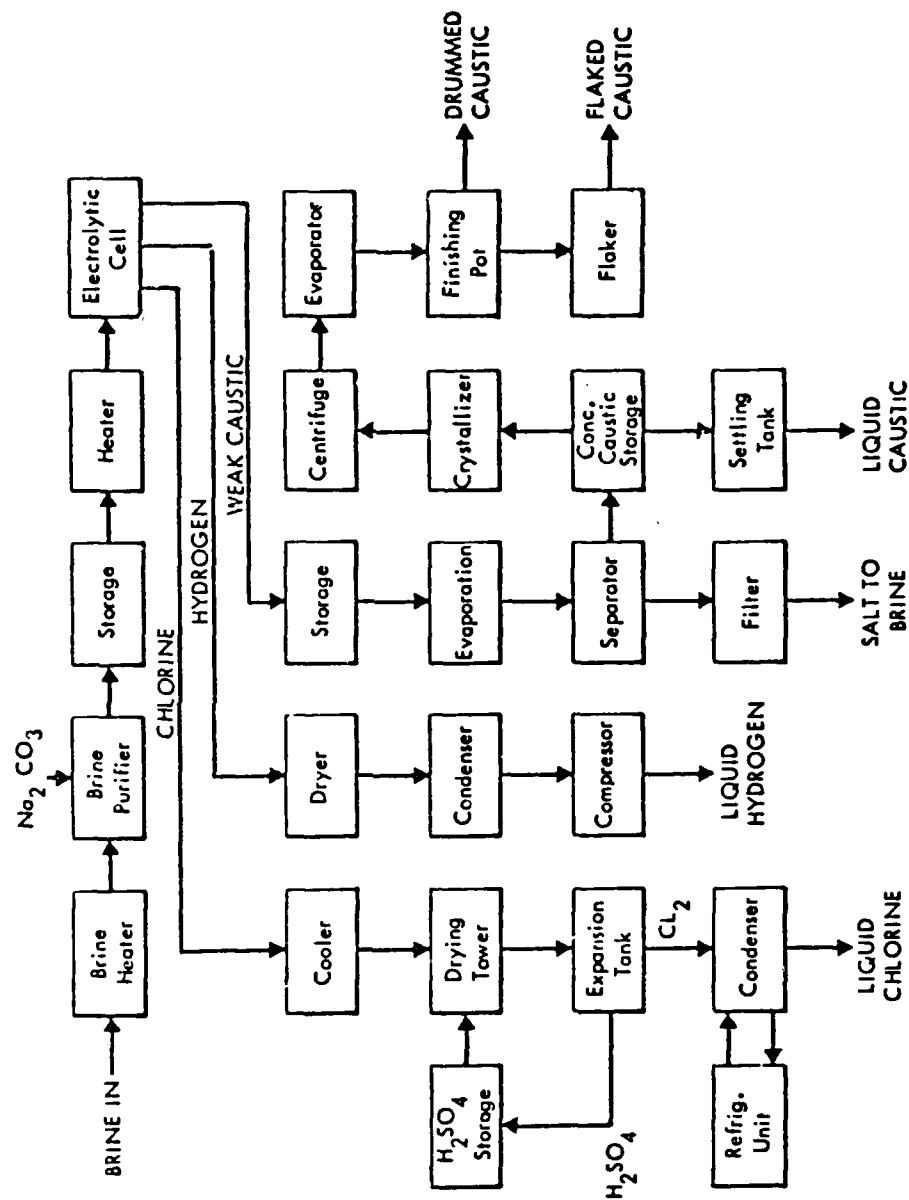 BRINE IN
Brine
Heater
Na2 CO3
Brine
Purifier
Storage
Heater
Electrolytic
Cell
CHLORINE
HYDROGEN
WEAK CAUSTIC
Cooler
Dryer
Storage
Centrifuge
Evaporator
H2SO4
Storage
Drying
Tower
Condenser
Evaporation
Crystallizer
Finishing
Pot
DRUMMED
CAUSTIC
Expansion
Tank
Compressor
Separator
Conc.
Caustic
Storage
Flaker
FLAKED
CAUSTIC
H2SO4
CL2
Refrig.
Unit
Condenser
LIQUID
HYDROGEN
Filter
Settling
Tank
LIQUID
CHLORINE
SALT TO
BRINE
LIQUID
CAUSTIC